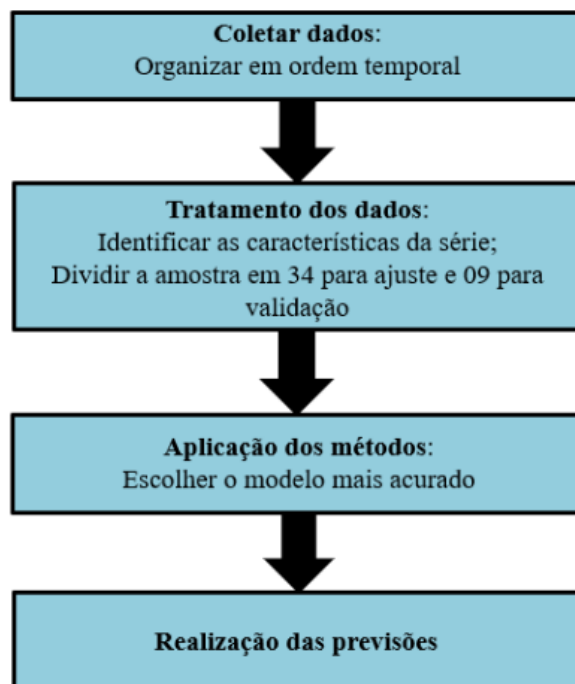 Coletar dados:
Organizar em ordem temporal
Tratamento dos dados:
Identificar as características da série;
Dividir a amostra em 34 para ajuste e 09 para
validação
Aplicação dos métodos:
Escolher o modelo mais acurado
Realização das previsões